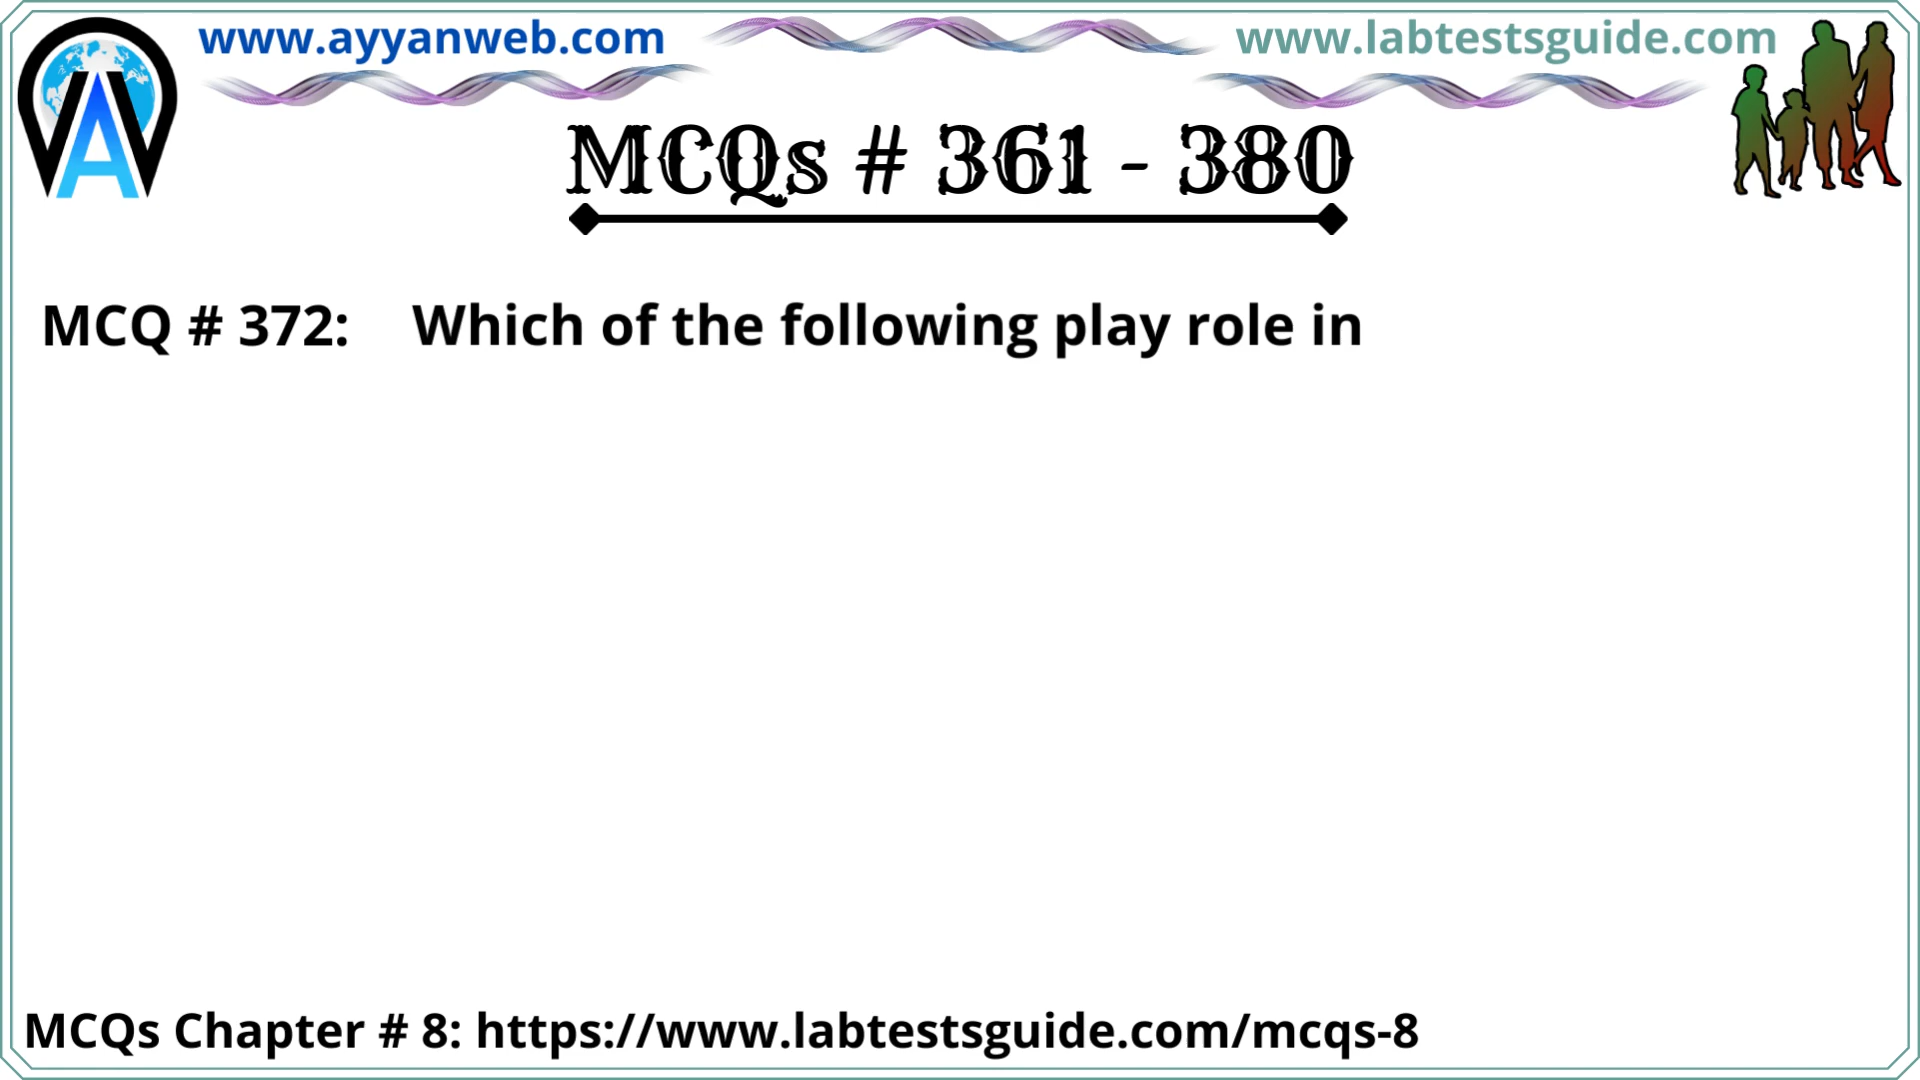 www.ayyanweb.com
www.labtestsguide.com
MCQs # 361 - 380
MCQ # 372: Which of the following play role in
MCQs Chapter # 8: https://www.labtestsguide.com/mcqs-8